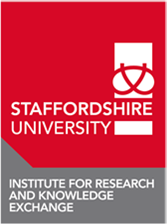 STAFFORDSHIRE
UNIVERSITY
INSTITUTE FOR RESEARCH
AND KNOWLEDGE
EXCHANGE